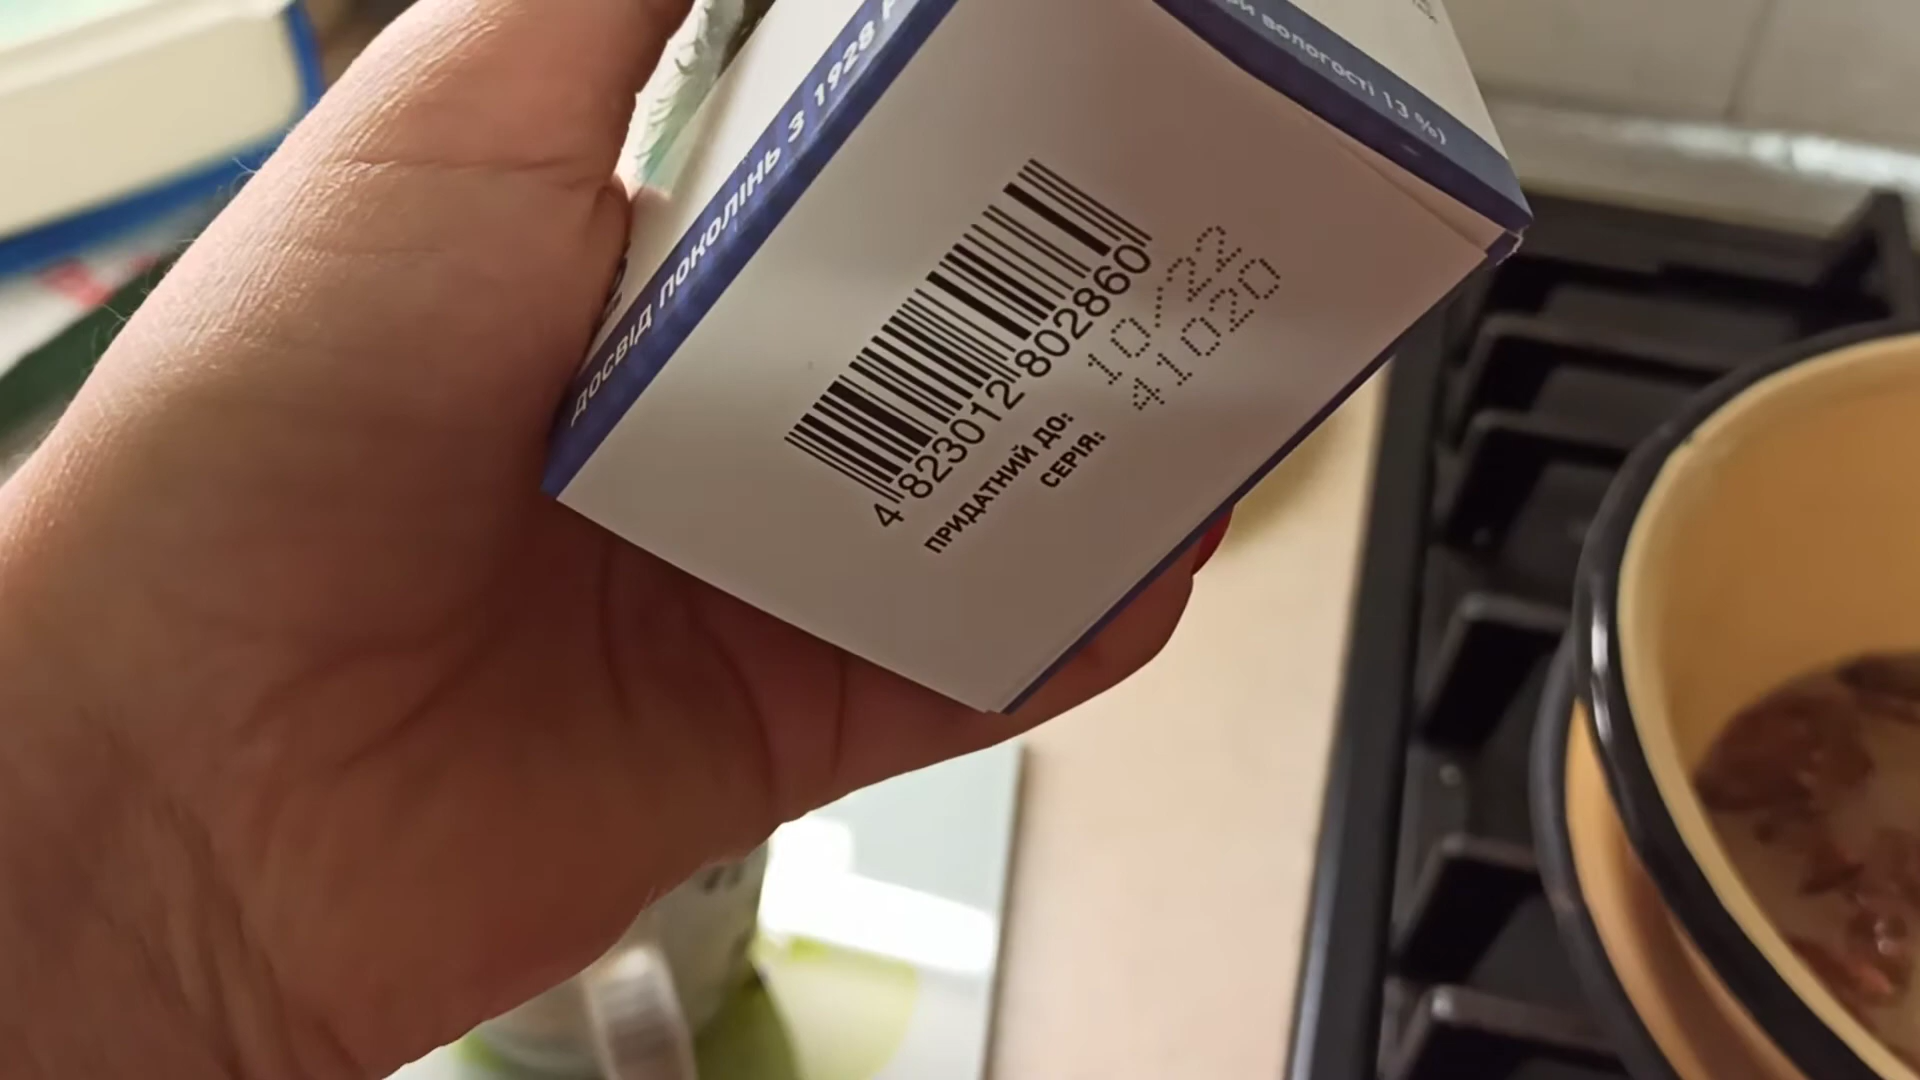 ДОСВІД ПОКОЛІНЬ З 1928 Р
вологості 13 %)
4 823012 802860
ПРИДАТНИЙ ДО: 10/22
СЕРІЯ: 41020